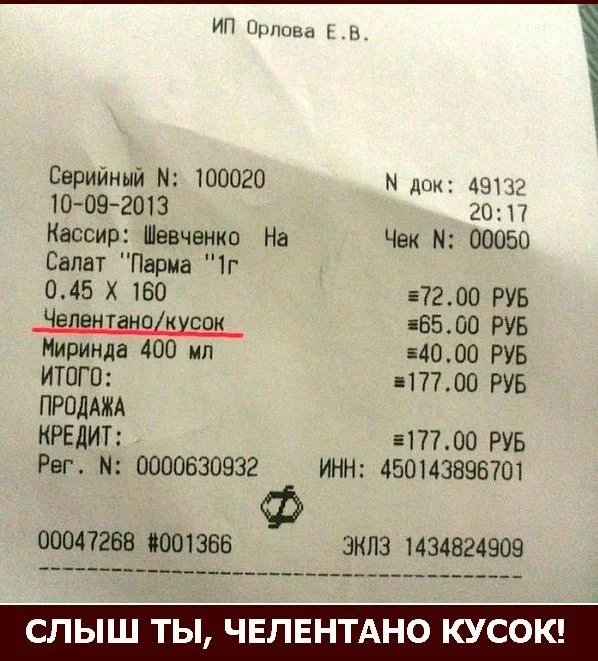 ИП Орлова Е.В.
Серийный N: 100020 N док: 49132
10-09-2013 20:17
Кассир: Шевченко На Чек N: 00050
Салат "Парма "1г
0.45 X 160 ≡72.00 РУБ
Челентано/кусок ≡65.00 РУБ
Миринда 400 мл ≡40.00 РУБ
ИТОГО: ≡177.00 РУБ
ПРОДАЖА
КРЕДИТ: ≡177.00 РУБ
Рег. N: 0000630932 ИНН: 450143896701
00047268 #001366 ЭКЛЗ 1434824909
СЛЫШ ТЫ, ЧЕЛЕНТАНО КУСОК!